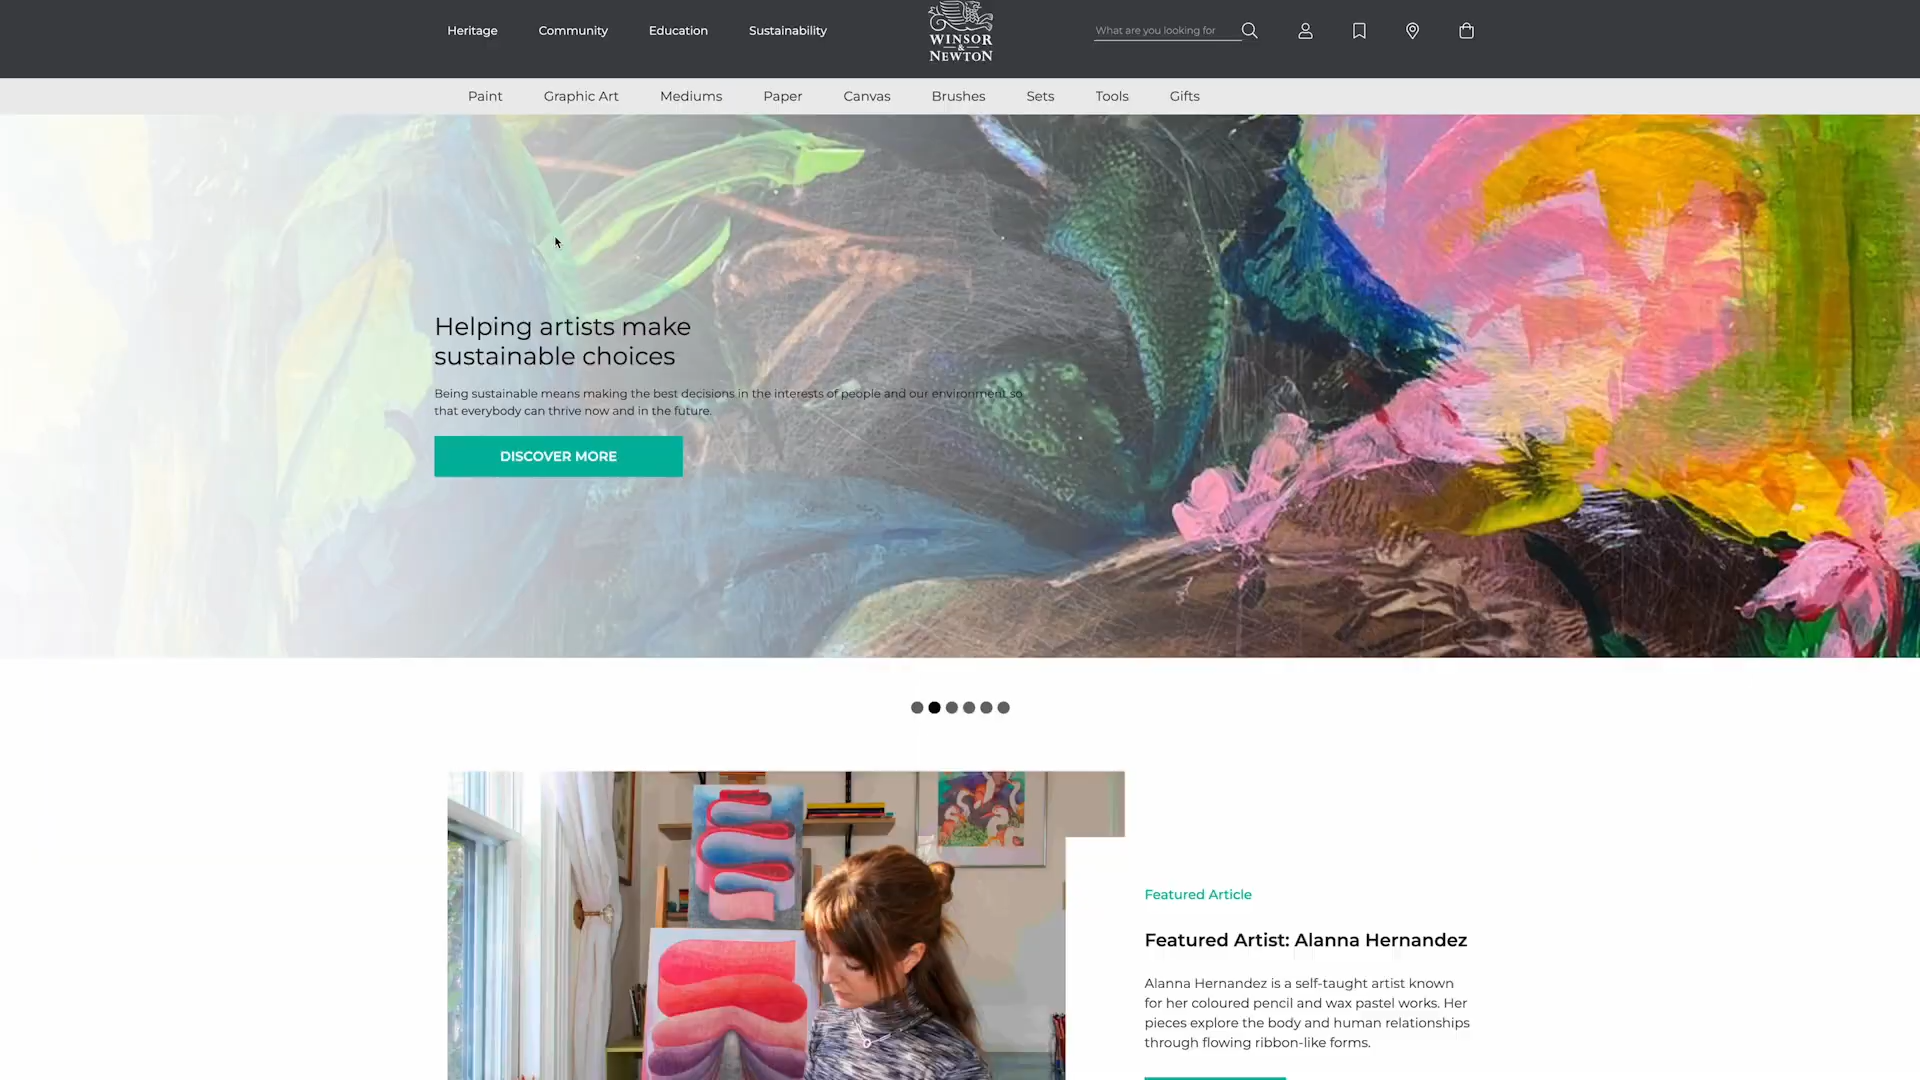 Heritage
Community
Education
Sustainability
WINSOR
&
NEWTON
What are you looking for
Paint
Graphic Art
Mediums
Paper
Canvas
Brushes
Sets
Tools
Gifts
Helping artists make
sustainable choices
Being sustainable means making the best decisions in the interests of people and our environment so
that everybody can thrive now and in the future.
DISCOVER MORE
Featured Article
Featured Artist: Alanna Hernandez
Alanna Hernandez is a self-taught artist known
for her coloured pencil and wax pastel works. Her
pieces explore the body and human relationships
through flowing ribbon-like forms.